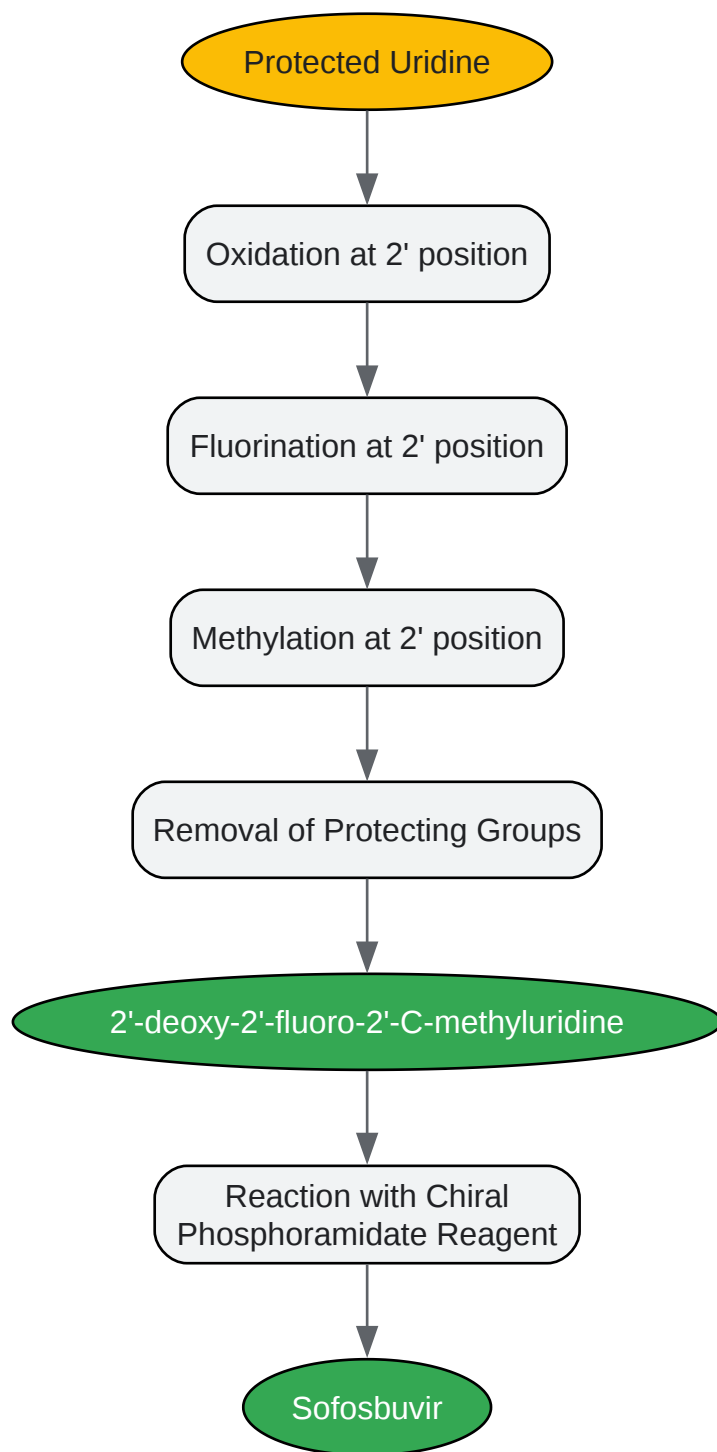 Protected Uridine
Oxidation at 2' position
Fluorination at 2' position
Methylation at 2' position
Removal of Protecting Groups
2'-deoxy-2'-fluoro-2'-C-methyluridine
Reaction with Chiral
Phosphoramidate Reagent
Sofosbuvir